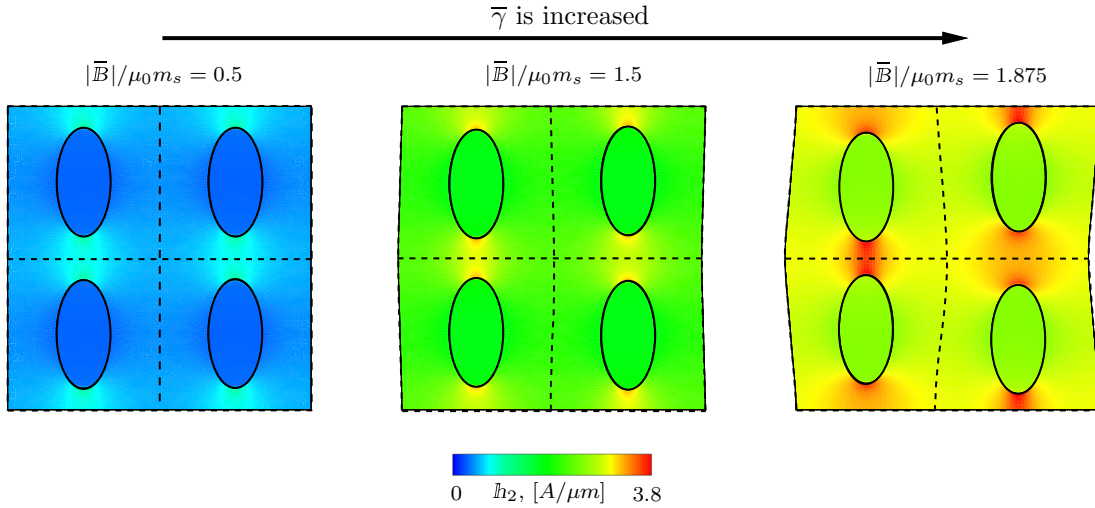 γ̅ is increased
|𝔹̅|/μ₀mₛ = 0.5
|𝔹̅|/μ₀mₛ = 1.5
|𝔹̅|/μ₀mₛ = 1.875
0 𝕙₂, [A/μm] 3.8